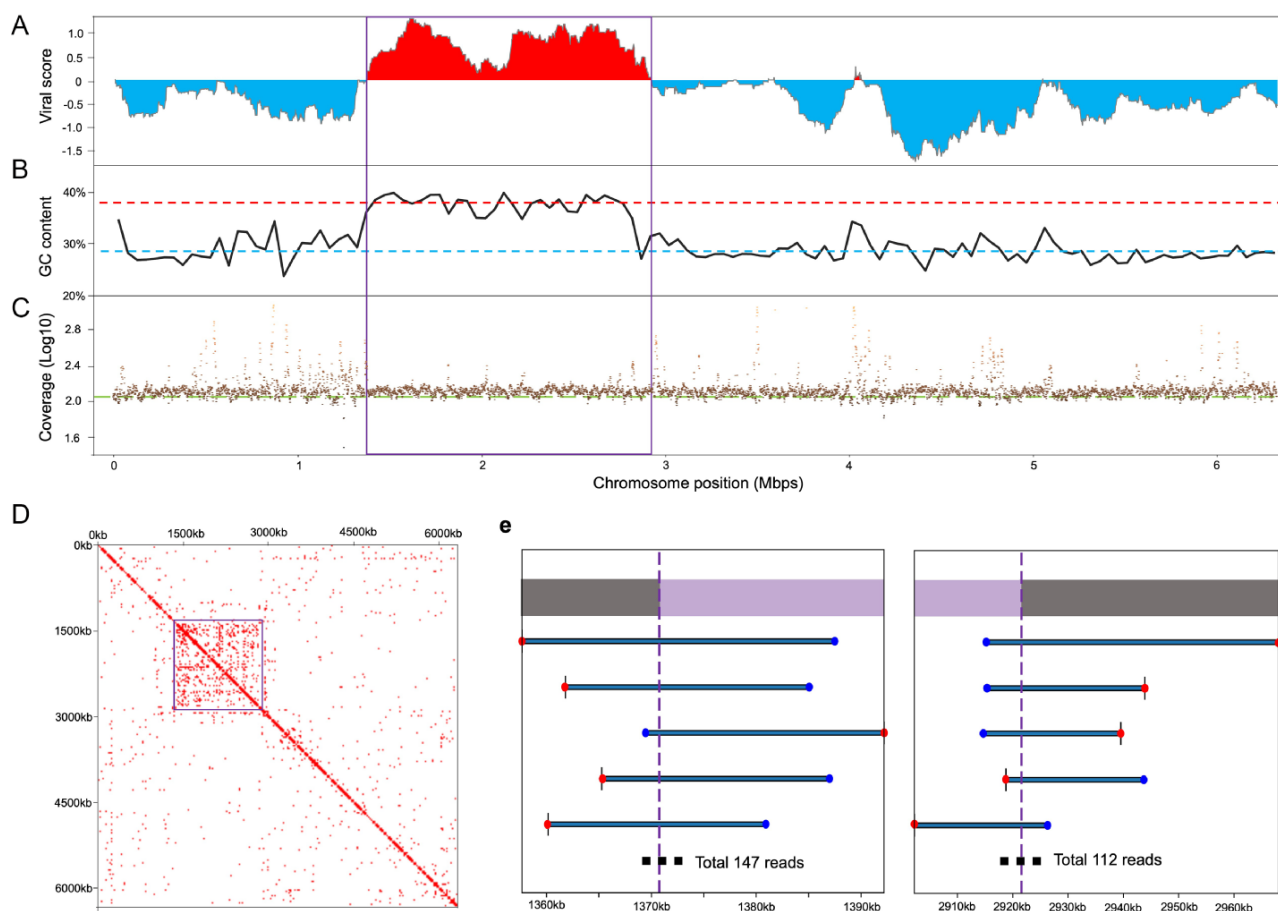 A
Viral score
1.0
0.5
0
-0.5
-1.0
-1.5
B
GC content
40%
30%
20%
C
Coverage (Log10)
2.8
2.4
2.0
1.6
0 1 2 3 4 5 6
Chromosome position (Mbps)
D
0kb 1500kb 3000kb 4500kb 6000kb
0kb
1500kb
3000kb
4500kb
6000kb
e
Total 147 reads
1360kb 1370kb 1380kb 1390kb
Total 112 reads
2910kb 2920kb 2930kb 2940kb 2950kb 2960kb